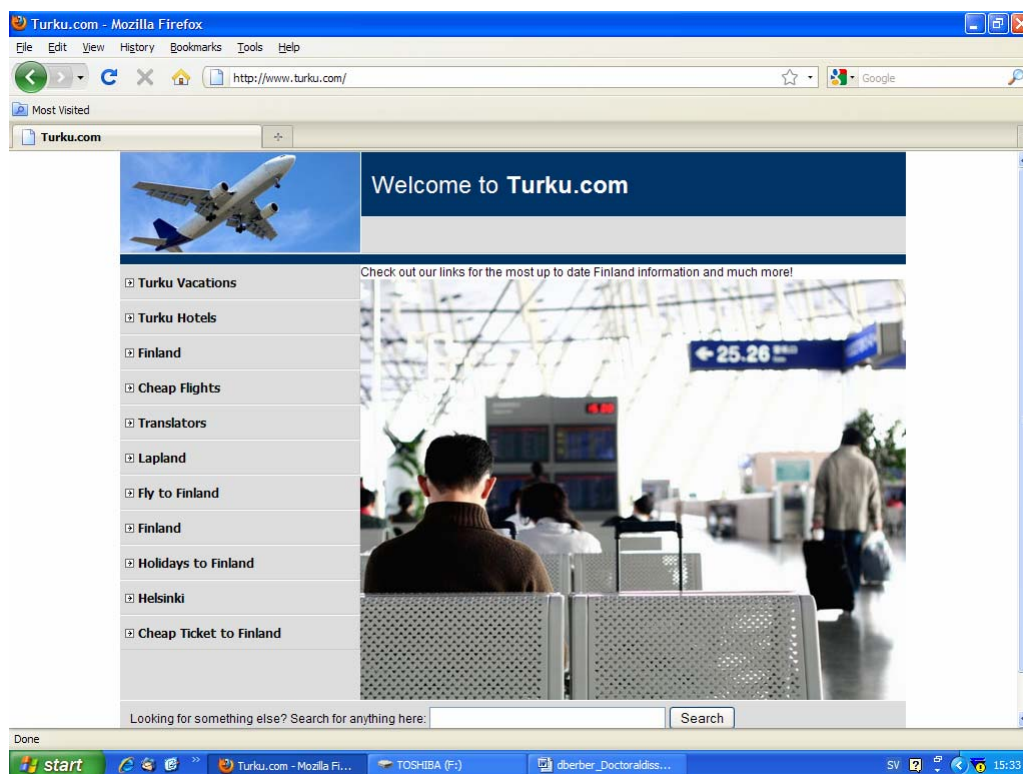 Turku.com - Mozilla Firefox
File Edit View History Bookmarks Tools Help
http://www.turku.com/
Google
Most Visited
Turku.com
Welcome to Turku.com
Check out our links for the most up to date Finland information and much more!
Turku Vacations
Turku Hotels
Finland
Cheap Flights
Translators
Lapland
Fly to Finland
Finland
Holidays to Finland
Helsinki
Cheap Ticket to Finland
25.26
Looking for something else? Search for anything here: Search
Done
start » Turku.com - Mozilla Fi... TOSHIBA (F:) dberber_Doctoraldiss... SV 15:33